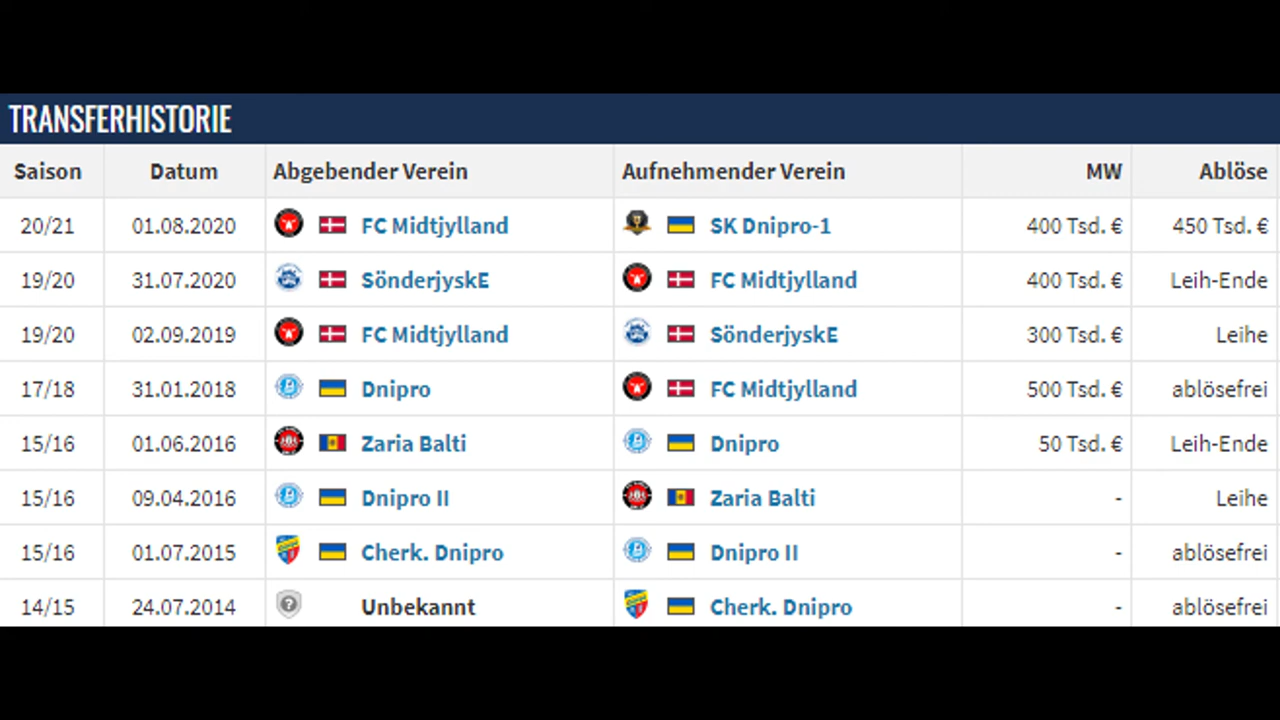 TRANSFERHISTORIE
Saison Datum Abgebender Verein Aufnehmender Verein MW Ablöse
20/21 01.08.2020 FC Midtjylland SK Dnipro-1 400 Tsd. € 450 Tsd. €
19/20 31.07.2020 SönderjyskE FC Midtjylland 400 Tsd. € Leih-Ende
19/20 02.09.2019 FC Midtjylland SönderjyskE 300 Tsd. € Leihe
17/18 31.01.2018 Dnipro FC Midtjylland 500 Tsd. € ablösefrei
15/16 01.06.2016 Zaria Balti Dnipro 50 Tsd. € Leih-Ende
15/16 09.04.2016 Dnipro II Zaria Balti - Leihe
15/16 01.07.2015 Cherk. Dnipro Dnipro II - ablösefrei
14/15 24.07.2014 Unbekannt Cherk. Dnipro - ablösefrei